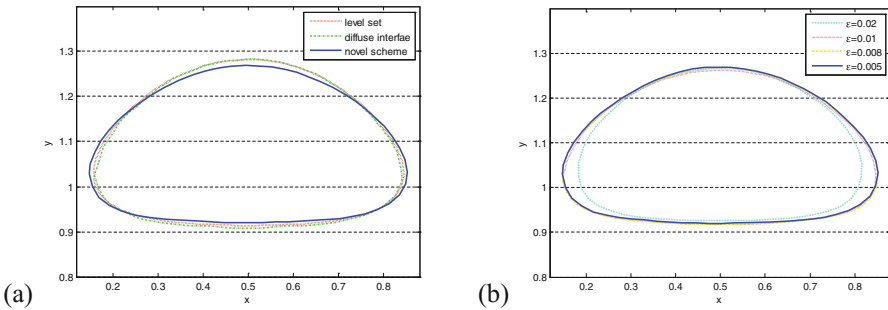 level set
diffuse interfae
novel scheme
1.3
1.2
1.1
1
0.9
0.8
y
0.2 0.3 0.4 0.5 0.6 0.7 0.8
x
(a)
ε=0.02
ε=0.01
ε=0.008
ε=0.005
1.3
1.2
1.1
1
0.9
0.8
y
0.2 0.3 0.4 0.5 0.6 0.7 0.8
x
(b)